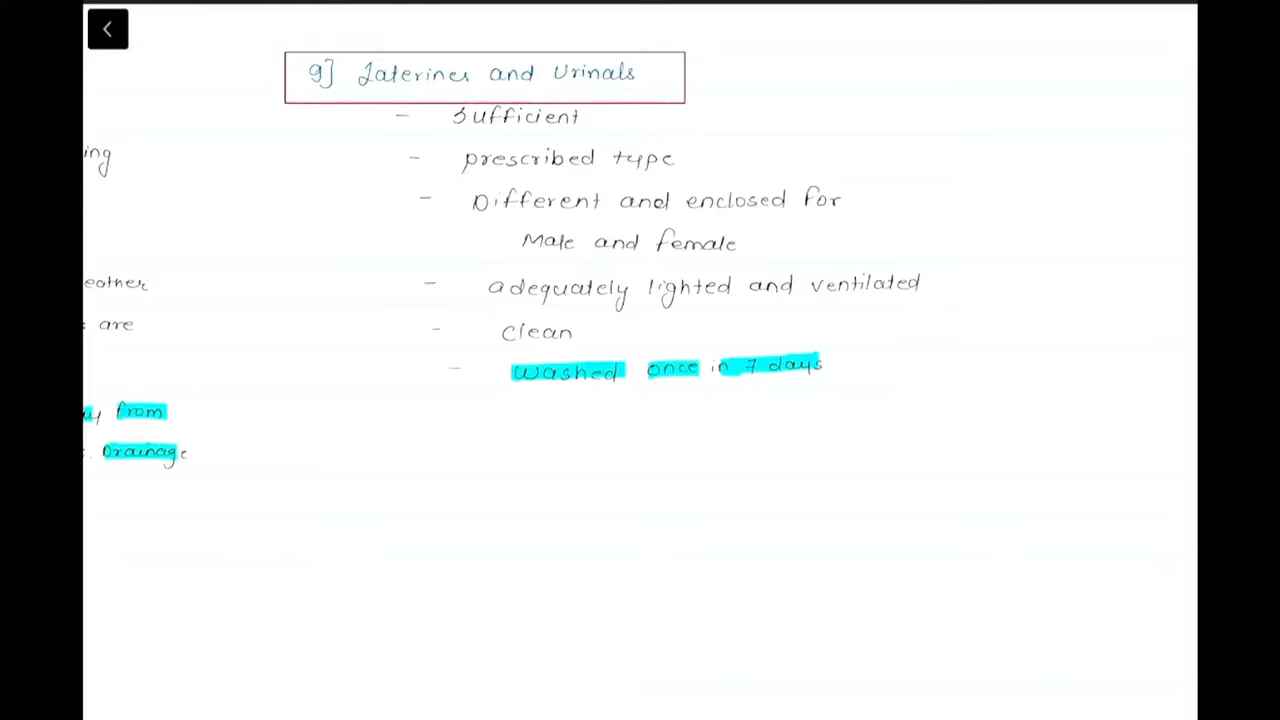 9] Laterines and Urinals
- Sufficient
- prescribed type
- Different and enclosed for
Male and female
- adequately lighted and ventilated
- clean
- washed once in 7 days
ing
eather
are
from
Drainage